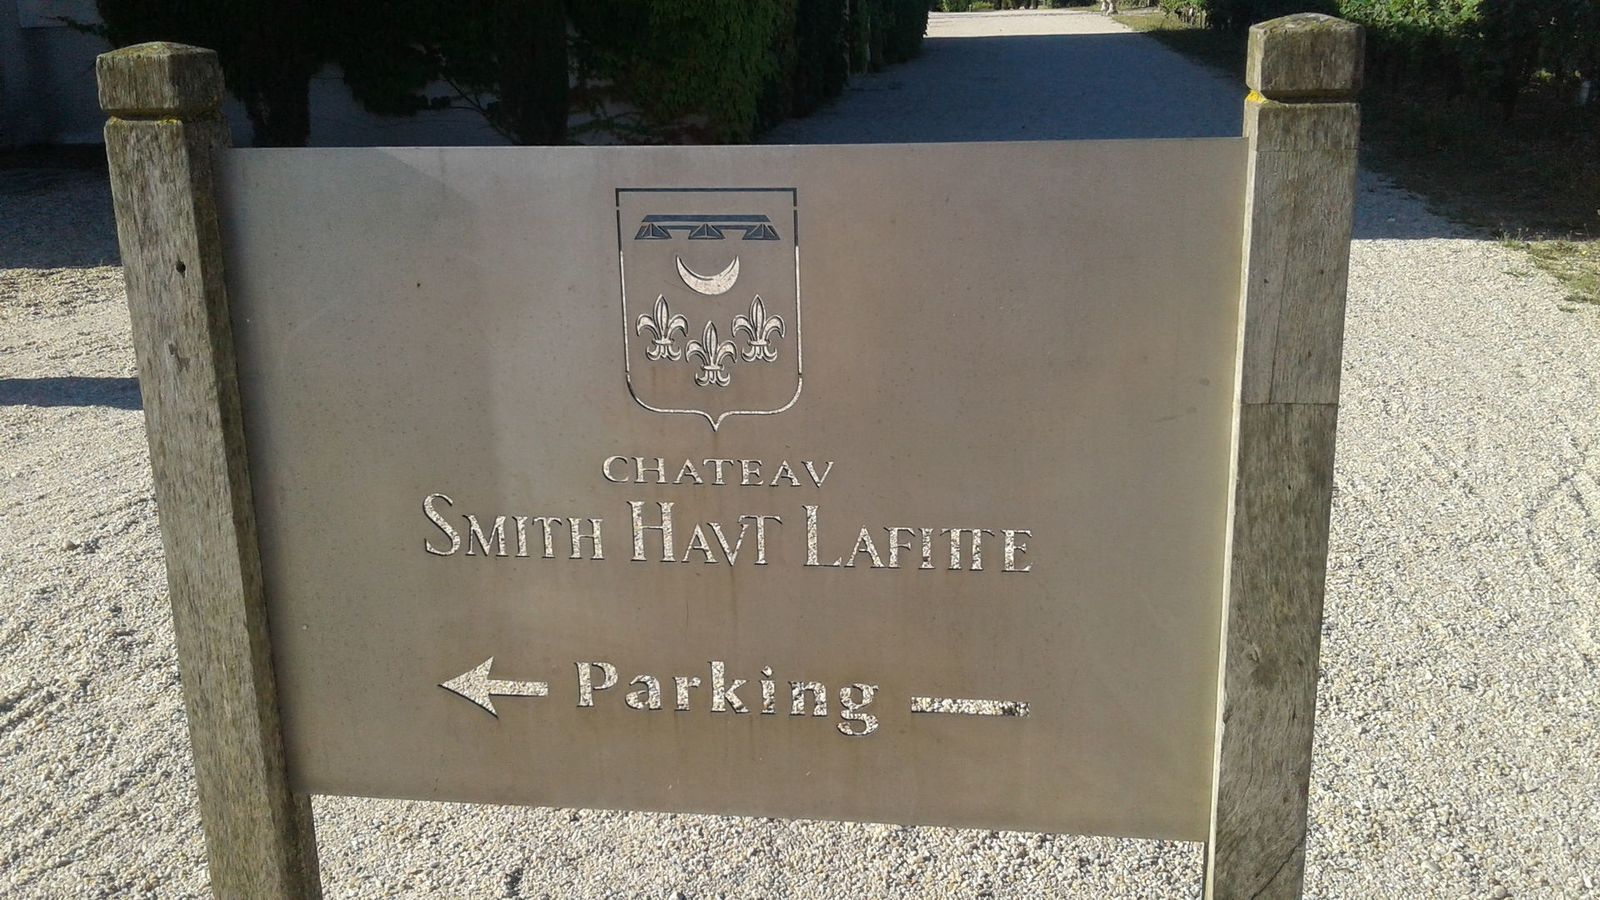 CHATEAV
SMITH HAVT LAFITTE
Parking